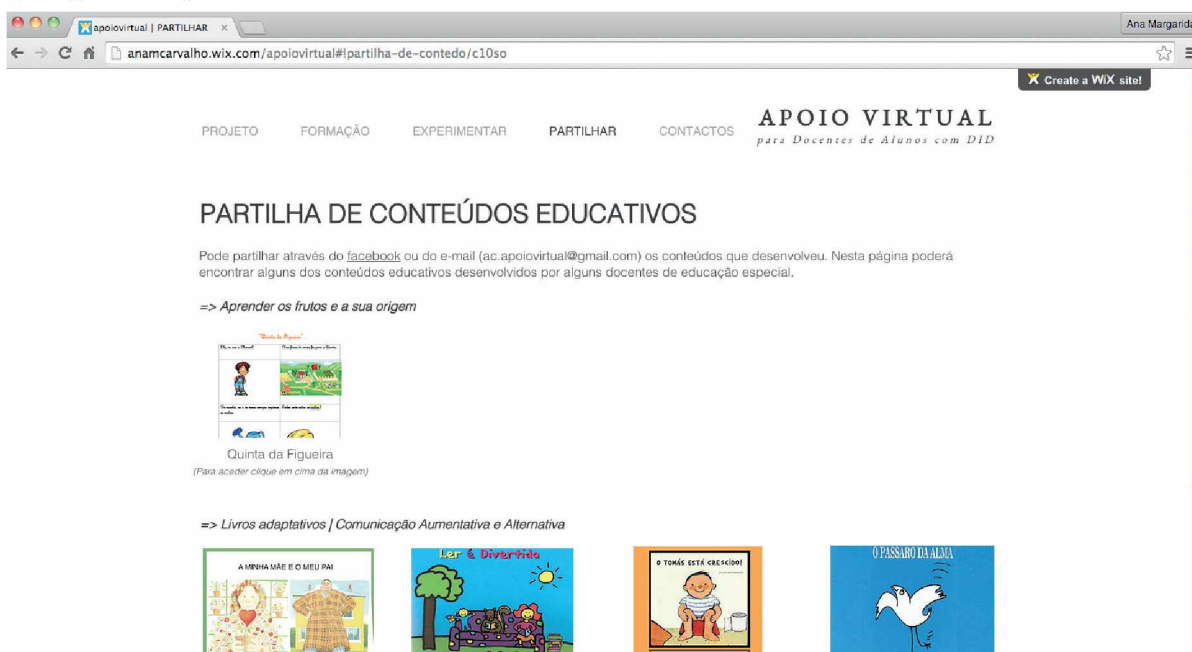 apoiovirtual | PARTILHAR
Ana Margarida
anamcarvalho.wix.com/apoiovirtual#!partilha-de-contedo/c10so
Create a WiX site!
PROJETO FORMAÇÃO EXPERIMENTAR PARTILHAR CONTACTOS
APOIO VIRTUAL
para Docentes de Alunos com DID
PARTILHA DE CONTEÚDOS EDUCATIVOS
Pode partilhar através do facebook ou do e-mail (ac.apoiovirtual@gmail.com) os conteúdos que desenvolveu. Nesta página poderá
encontrar alguns dos conteúdos educativos desenvolvidos por alguns docentes de educação especial.
=> Aprender os frutos e a sua origem
"Quinta da Figueira"
Quinta da Figueira
(Para aceder clique em cima da imagem)
=> Livros adaptativos | Comunicação Aumentativa e Alternativa
A MINHA MÃE E O MEU PAI
Ler é Divertido
O TOMÁS ESTÁ CRESCIDO!
O PÁSSARO DA ALMA